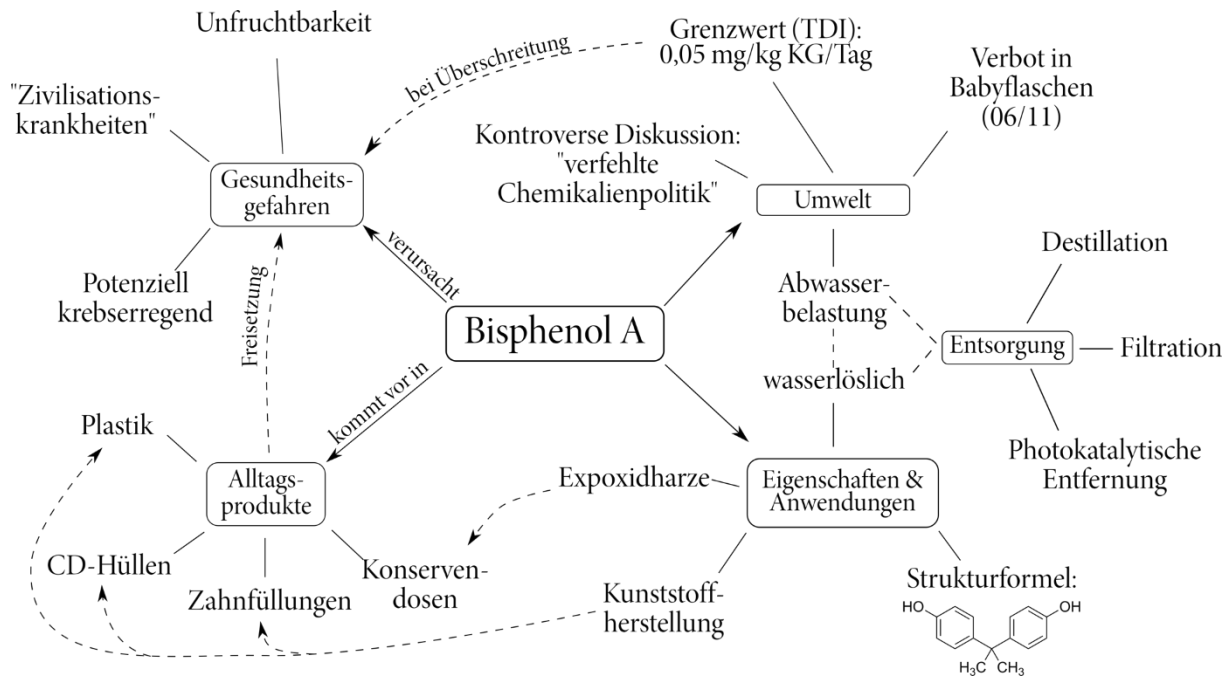 Unfruchtbarkeit
"Zivilisations-
krankheiten"
Gesundheits-
gefahren
Potenziell
krebserregend
bei Überschreitung
Grenzwert (TDI):
0,05 mg/kg KG/Tag
Verbot in
Babyflaschen
(06/11)
Kontroverse Diskussion:
"verfehlte
Chemikalienpolitik"
Umwelt
verursacht
Freisetzung
Bisphenol A
Abwasser-
belastung
wasserlöslich
Destillation
Entsorgung
Filtration
Photokatalytische
Entfernung
kommt vor in
Plastik
Alltags-
produkte
CD-Hüllen
Zahnfüllungen
Konserven-
dosen
Expoxidharze
Eigenschaften &
Anwendungen
Kunststoff-
herstellung
Strukturformel:
HO
OH
H₃C
CH₃